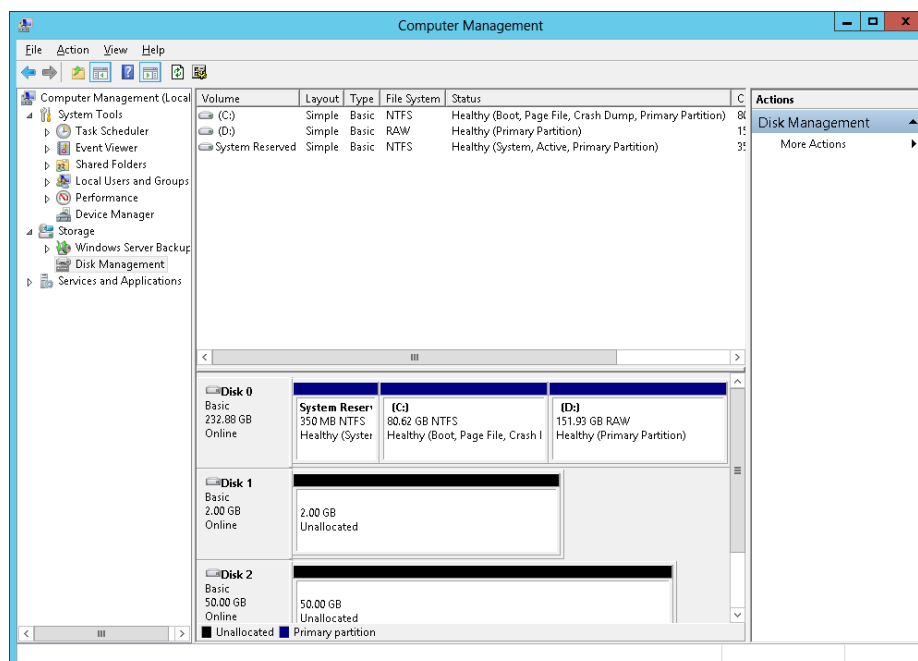 Computer Management
File Action View Help
Computer Management (Local
System Tools
Task Scheduler
Event Viewer
Shared Folders
Local Users and Groups
Performance
Device Manager
Storage
Windows Server Backup
Disk Management
Services and Applications
Volume Layout Type File System Status C
(C:) Simple Basic NTFS Healthy (Boot, Page File, Crash Dump, Primary Partition)
(D:) Simple Basic RAW Healthy (Primary Partition)
System Reserved Simple Basic NTFS Healthy (System, Active, Primary Partition)
Actions
Disk Management
More Actions
Disk 0
Basic
232.88 GB
Online
System Reser
350 MB NTFS
Healthy (Syster
(C:)
80.62 GB NTFS
Healthy (Boot, Page File, Crash
(D:)
151.93 GB RAW
Healthy (Primary Partition)
Disk 1
Basic
2.00 GB
Online
2.00 GB
Unallocated
Disk 2
Basic
50.00 GB
Online
50.00 GB
Unallocated
Unallocated Primary partition